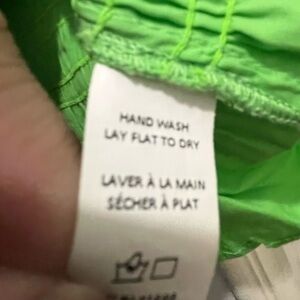 HAND WASH
LAY FLAT TO DRY
LAVER À LA MAIN
SÉCHER À PLAT